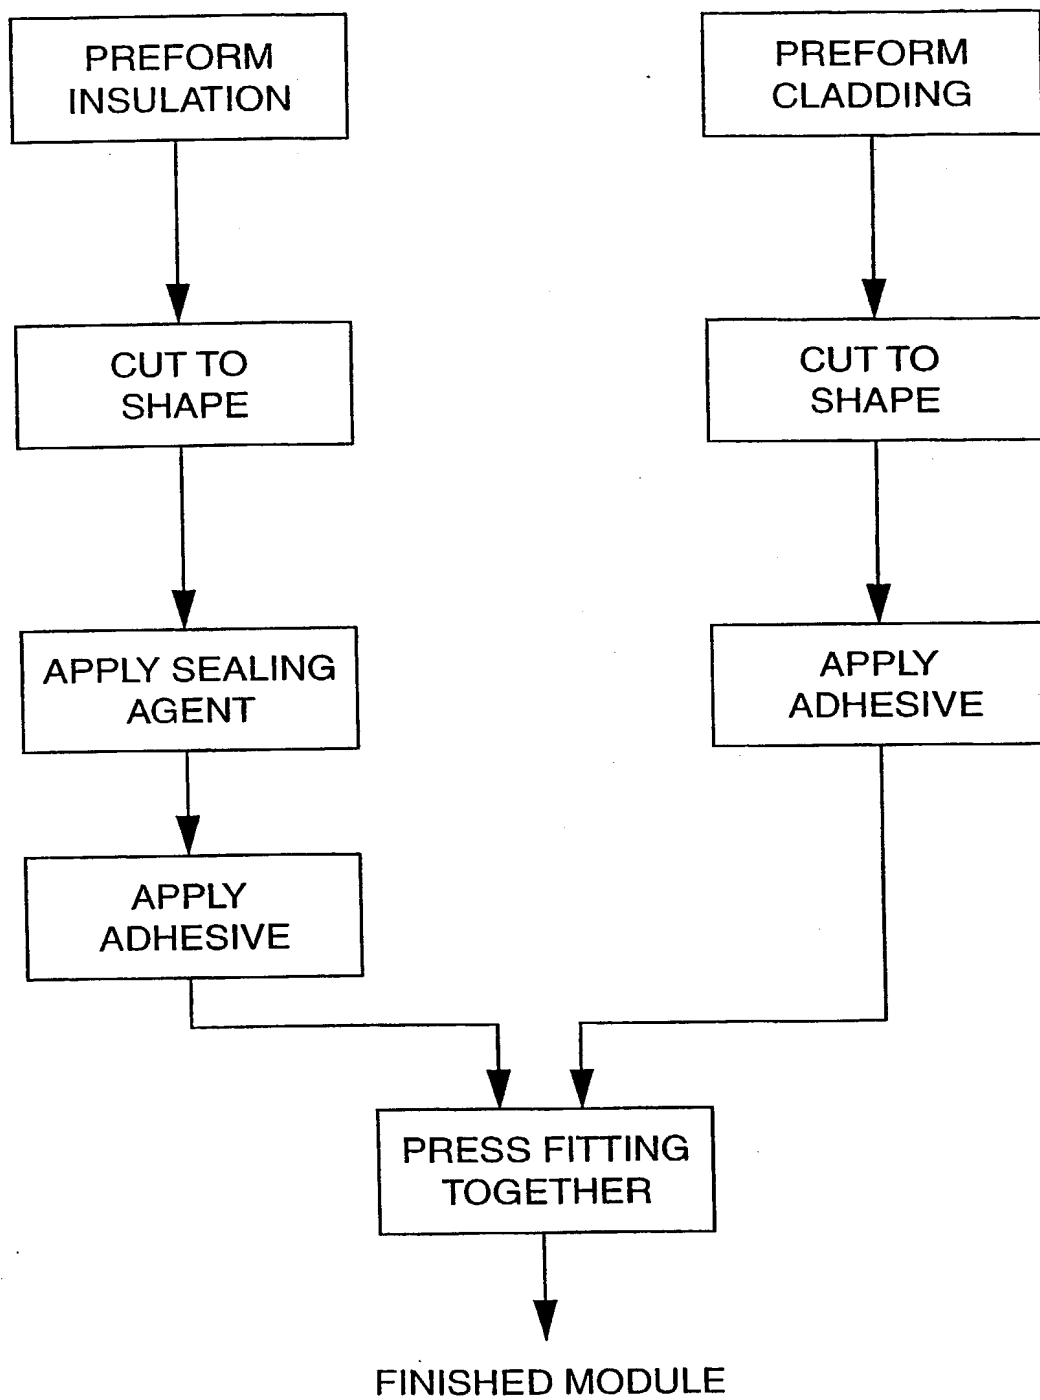 PREFORM
INSULATION
CUT TO
SHAPE
APPLY SEALING
AGENT
APPLY
ADHESIVE
PREFORM
CLADDING
CUT TO
SHAPE
APPLY
ADHESIVE
PRESS FITTING
TOGETHER
FINISHED MODULE